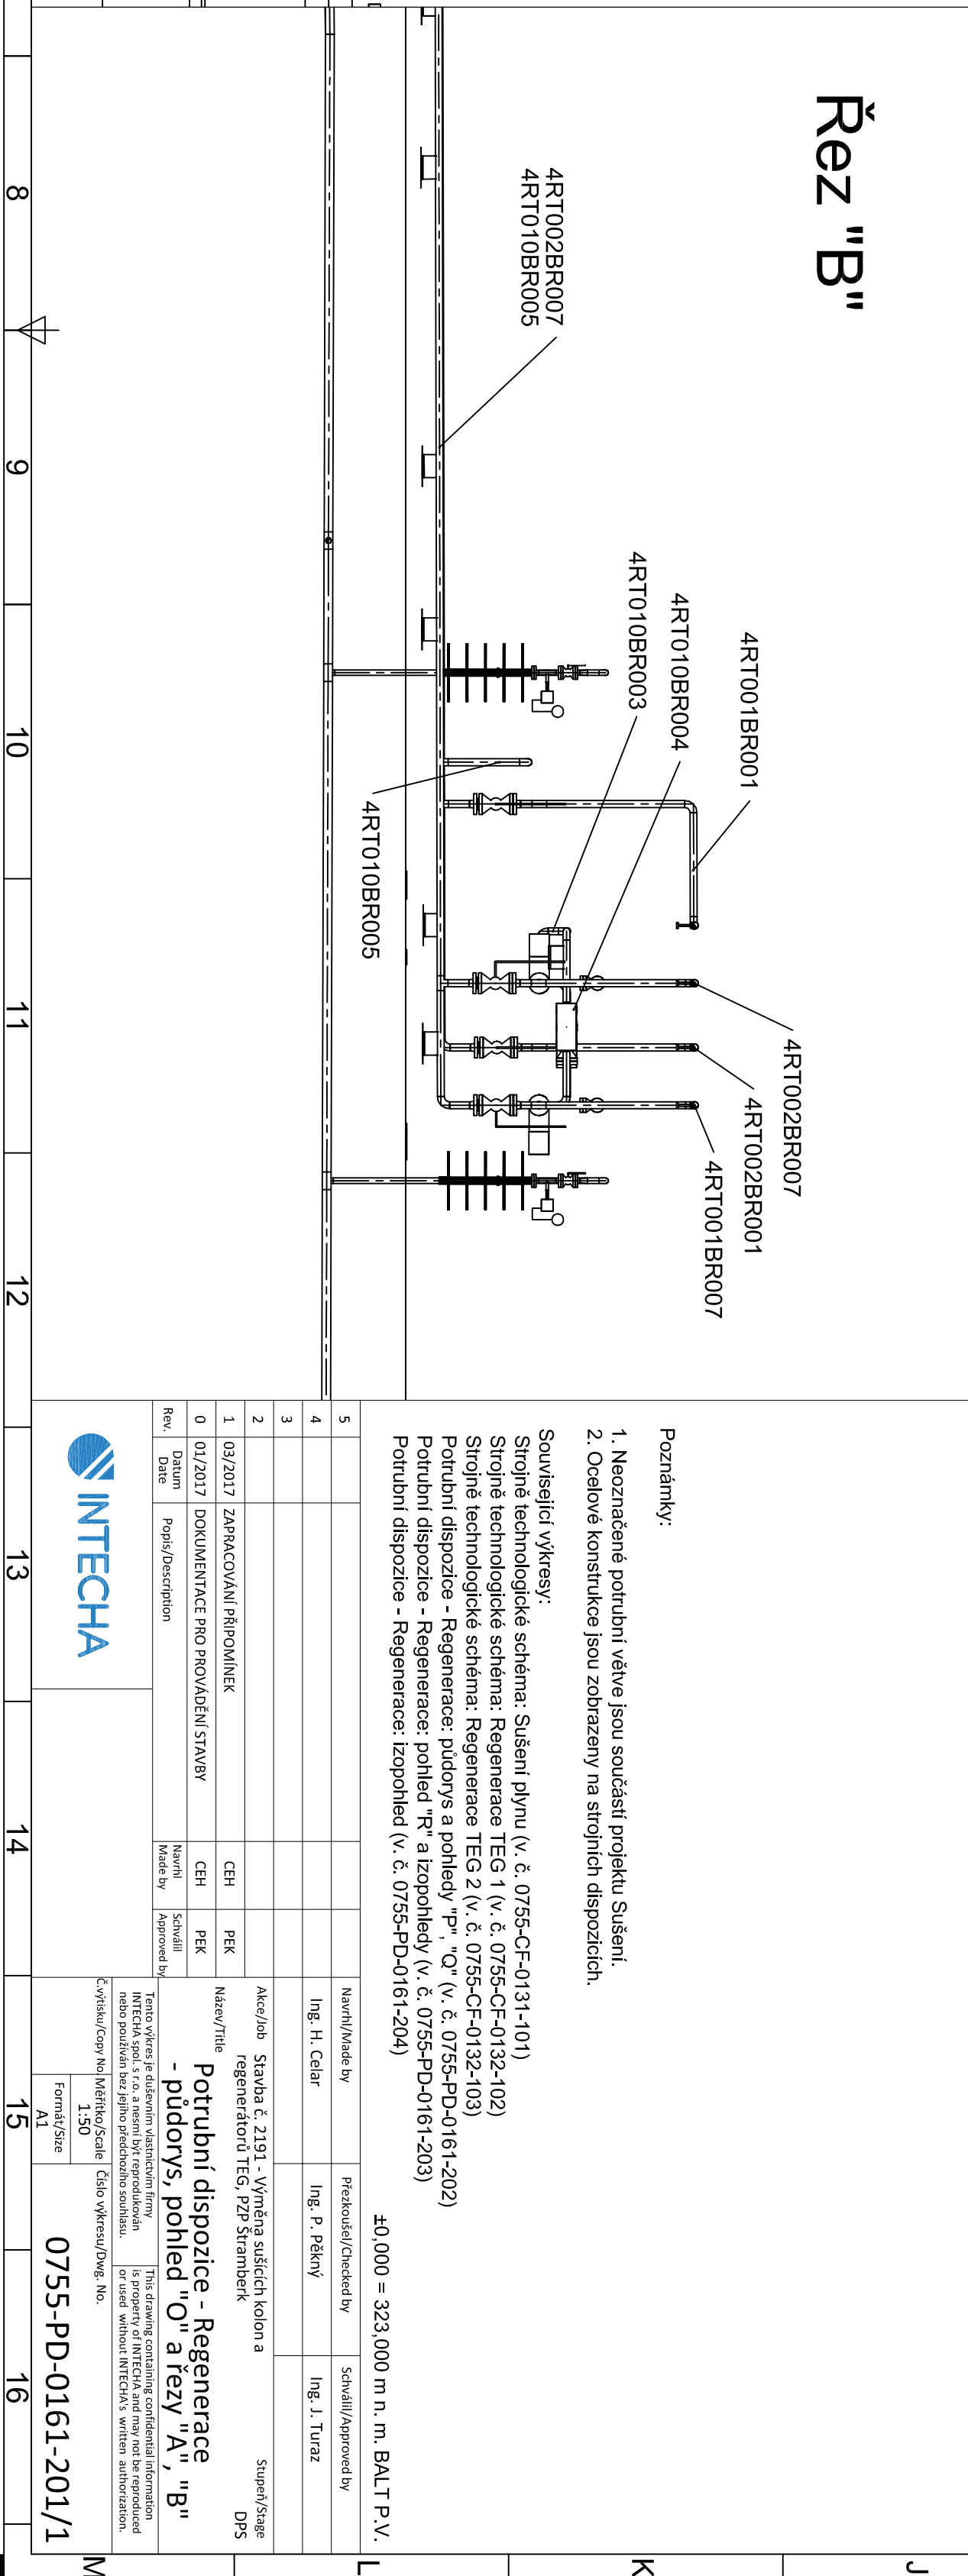 Řez "B"
4RT002BR007
4RT010BR005
4RT001BR001
4RT010BR004
4RT010BR003
4RT010BR005
4RT002BR007
4RT002BR001
4RT001BR007
Poznámky:
1. Neoznačené potrubní větve jsou součástí projektu Sušení.
2. Ocelové konstrukce jsou zobrazeny na strojních dispozicích.
Související výkresy:
Strojně technologické schéma: Sušení plynu (v. č. 0755-CF-0131-101)
Strojně technologické schéma: Regenerace TEG 1 (v. č. 0755-CF-0132-102)
Strojně technologické schéma: Regenerace TEG 2 (v. č. 0755-CF-0132-103)
Potrubní dispozice - Regenerace: půdorys a pohledy "P", "Q" (v. č. 0755-PD-0161-202)
Potrubní dispozice - Regenerace: pohled "R" a izopohledy (v. č. 0755-PD-0161-203)
Potrubní dispozice - Regenerace: izopohled (v. č. 0755-PD-0161-204)
±0,000 = 323,000 m n. m. BALT P.V.
5
4
3
2
1 03/2017 ZAPRACOVÁNÍ PŘIPOMÍNEK CEH PEK
0 01/2017 DOKUMENTACE PRO PROVÁDĚNÍ STAVBY CEH PEK
Rev. Datum Date Popis/Description Navrhl Made by Schválil Approved by
INTECHA
Navrhl/Made by Přezkoušel/Checked by Schválil/Approved by
Ing. H. Celar Ing. P. Pěkný Ing. J. Turaz
Akce/Job Stavba č. 2191 - Výměna sušících kolon a
regenerátorů TEG, PZP Štramberk
Stupeň/Stage
DPS
Název/Title
Potrubní dispozice - Regenerace
- půdorys, pohled "O" a řezy "A", "B"
Tento výkres je duševním vlastnictvím firmy
INTECHA spol. s r.o. a nesmí být reprodukován
nebo používán bez jejího předchozího souhlasu.
This drawing containing confidential information
is property of INTECHA and may not be reproduced
or used without INTECHA's written authorization.
Č.výtisku/Copy No.
Měřítko/Scale
1:50
Formát/Size
A1
Číslo výkresu/Dwg. No.
0755-PD-0161-201/1
8
9
10
11
12
13
14
15
16
J
K
L
M